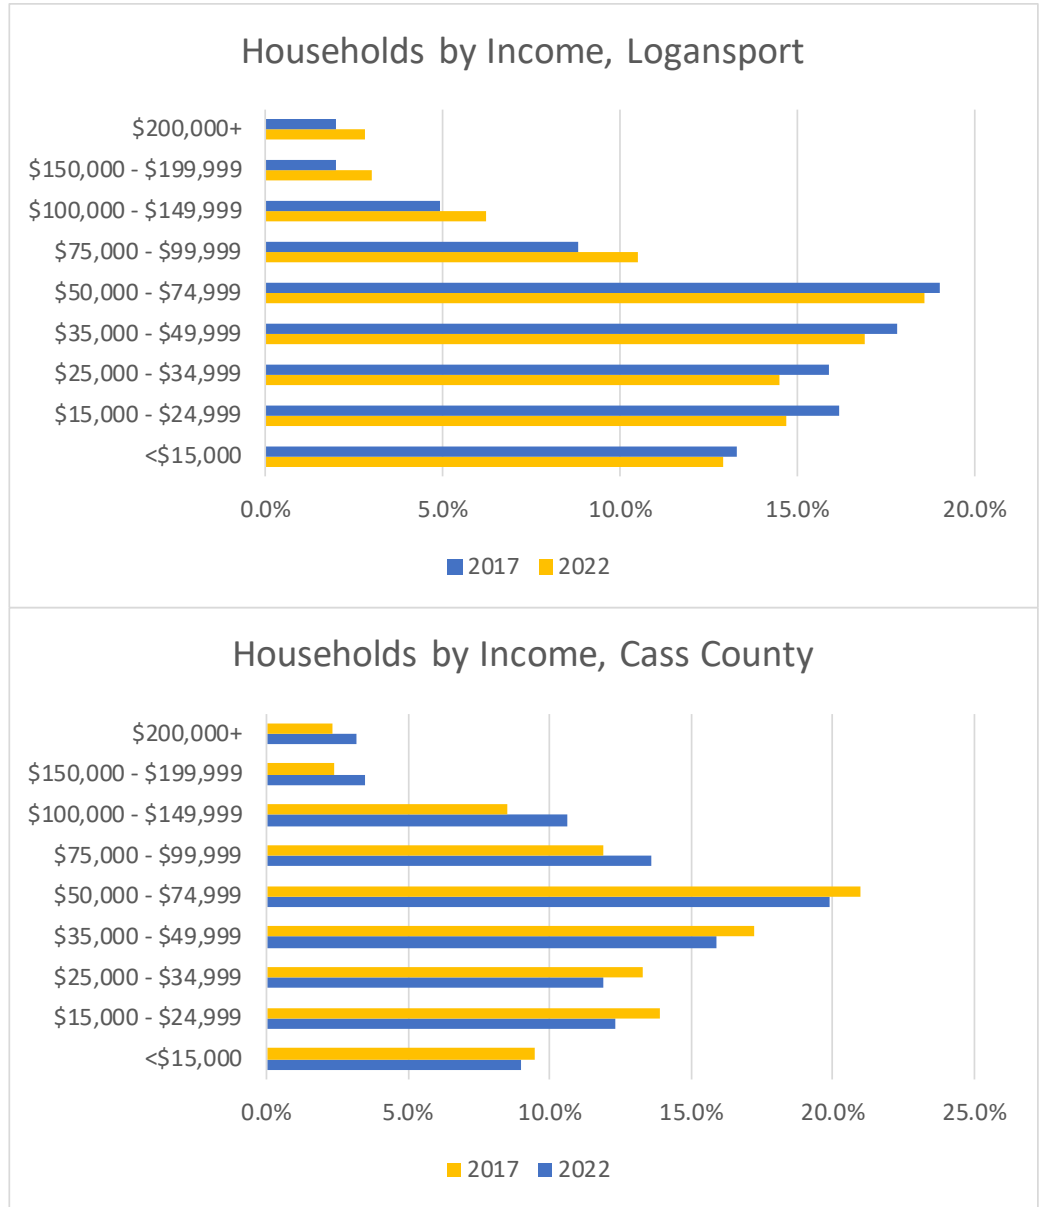 Households by Income, Logansport
$200,000+
$150,000 - $199,999
$100,000 - $149,999
$75,000 - $99,999
$50,000 - $74,999
$35,000 - $49,999
$25,000 - $34,999
$15,000 - $24,999
<$15,000
0.0% 5.0% 10.0% 15.0% 20.0%
2017 2022
Households by Income, Cass County
$200,000+
$150,000 - $199,999
$100,000 - $149,999
$75,000 - $99,999
$50,000 - $74,999
$35,000 - $49,999
$25,000 - $34,999
$15,000 - $24,999
<$15,000
0.0% 5.0% 10.0% 15.0% 20.0% 25.0%
2017 2022